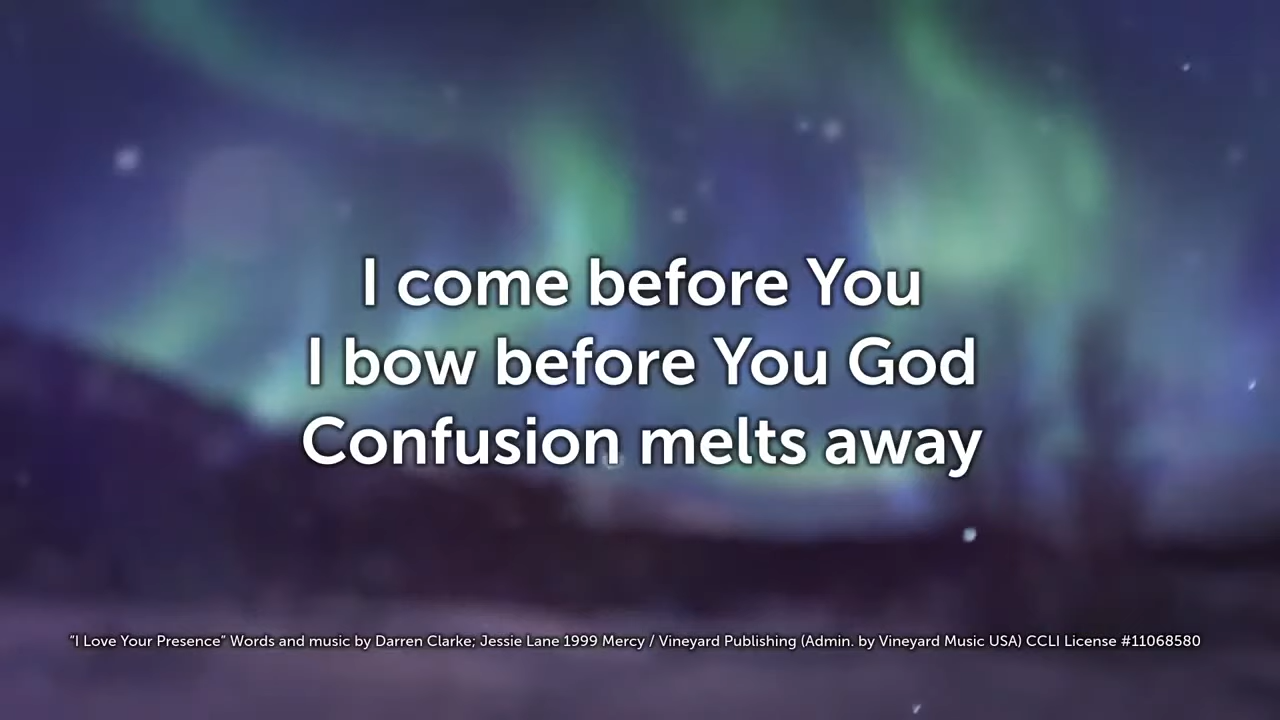 I come before You
I bow before You God
Confusion melts away
"I Love Your Presence" Words and music by Darren Clarke; Jessie Lane 1999 Mercy / Vineyard Publishing (Admin. by Vineyard Music USA) CCLI License #11068580